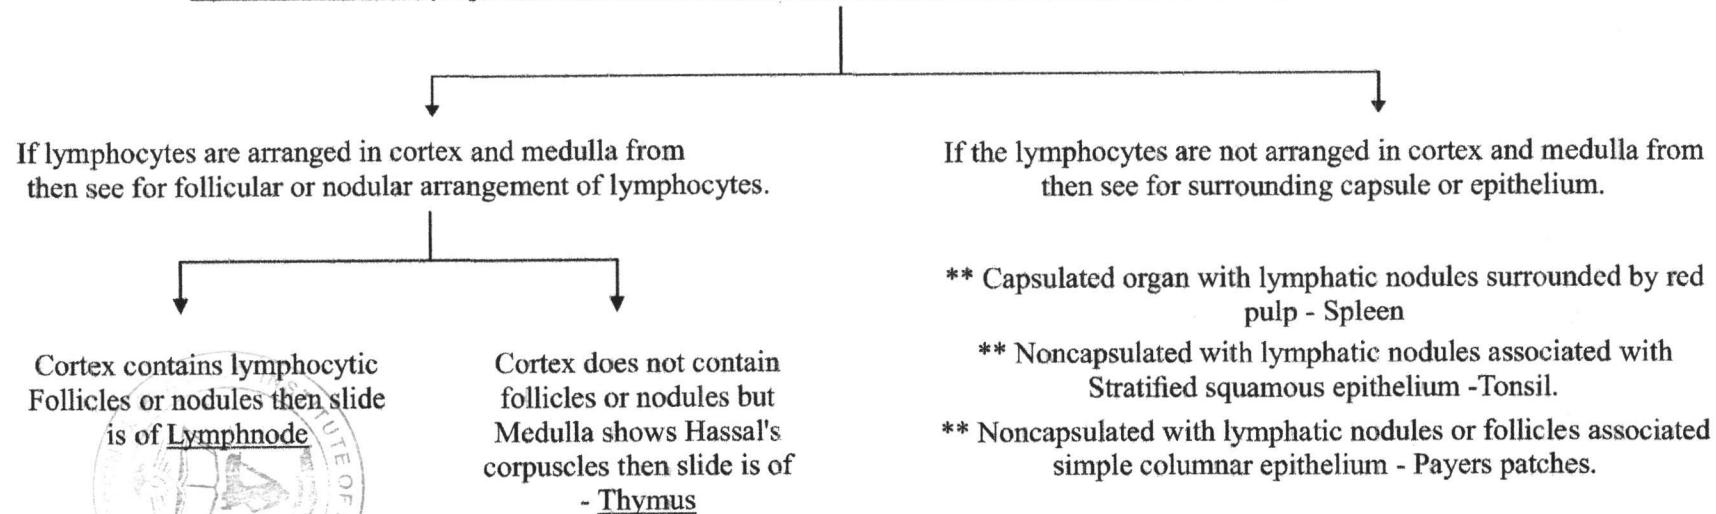 If lymphocytes are arranged in cortex and medulla from
then see for follicular or nodular arrangement of lymphocytes.
If the lymphocytes are not arranged in cortex and medulla from
then see for surrounding capsule or epithelium.
Cortex contains lymphocytic
Follicles or nodules then slide
is of Lymphnode
Cortex does not contain
follicles or nodules but
Medulla shows Hassal's
corpuscles then slide is of
- Thymus
** Capsulated organ with lymphatic nodules surrounded by red
pulp - Spleen
** Noncapsulated with lymphatic nodules associated with
Stratified squamous epithelium -Tonsil.
** Noncapsulated with lymphatic nodules or follicles associated
simple columnar epithelium - Payers patches.
INSTITUTE OF